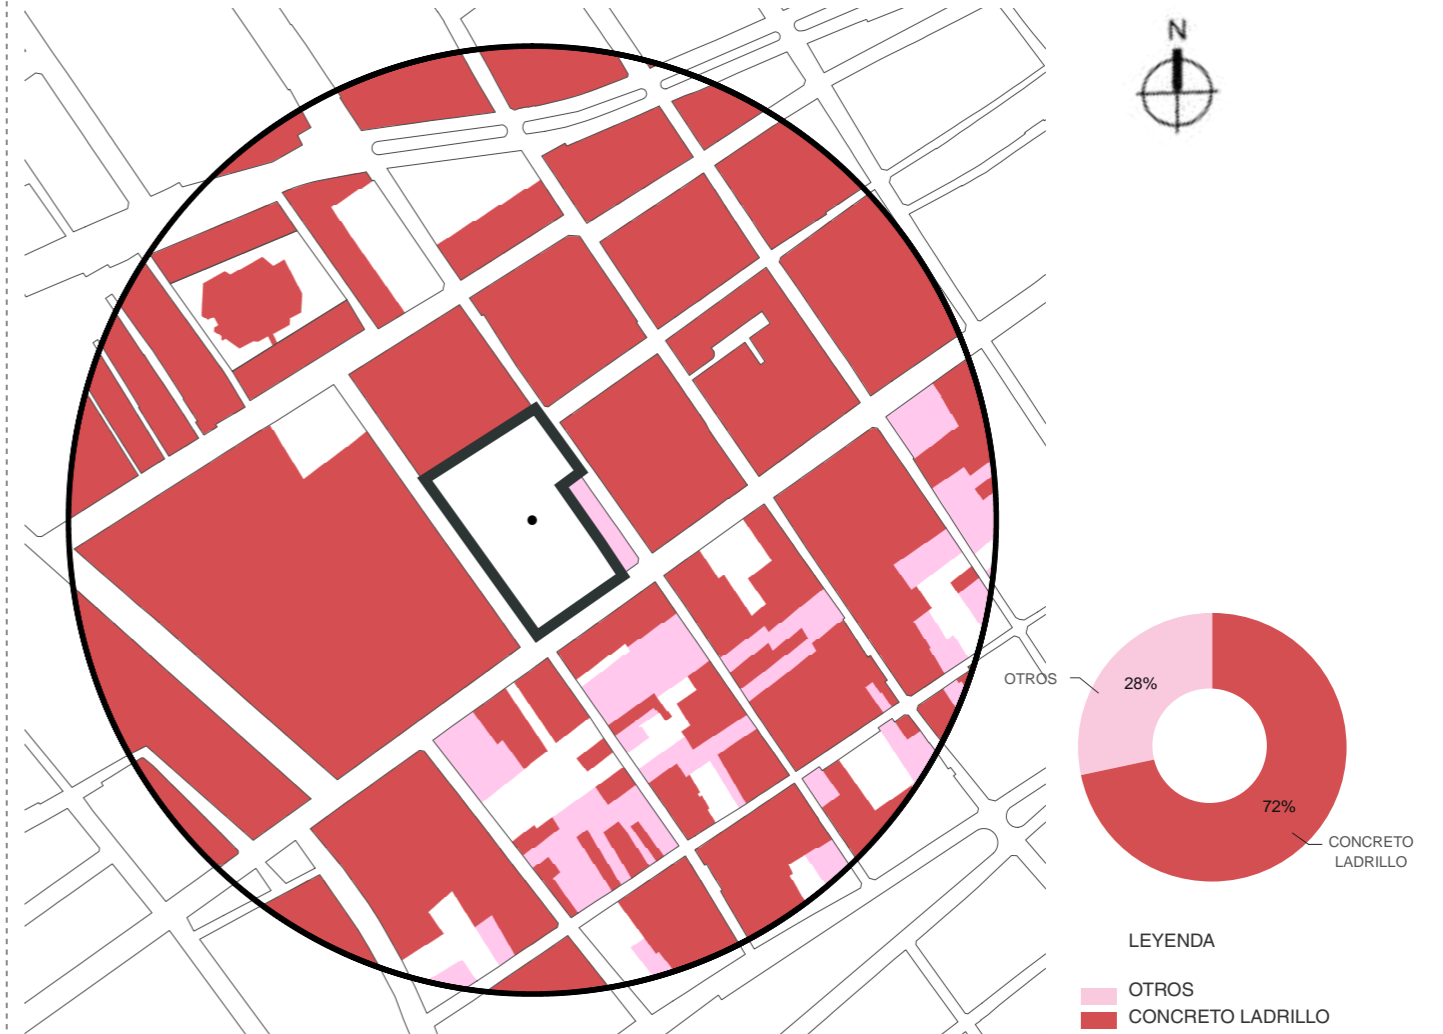 N
OTROS
28%
72%
CONCRETO
LADRILLO
LEYENDA
OTROS
CONCRETO LADRILLO